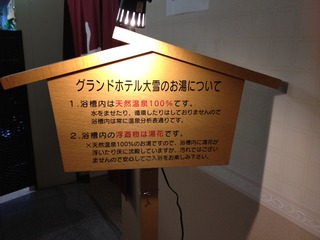 グランドホテル大雪のお湯について
1.浴槽内は天然温泉100%です。
水をまぜたり、循環したりはしておりませんので
浴槽内は常に温泉分析表通りです。
2.浴槽内の浮遊物は湯花です。
※天然温泉100%のお湯ですので、浴槽内に湯花が
浮いたり床に沈殿していますが、汚れではござい
ませんので安心してご入浴をお楽しみ下さい。